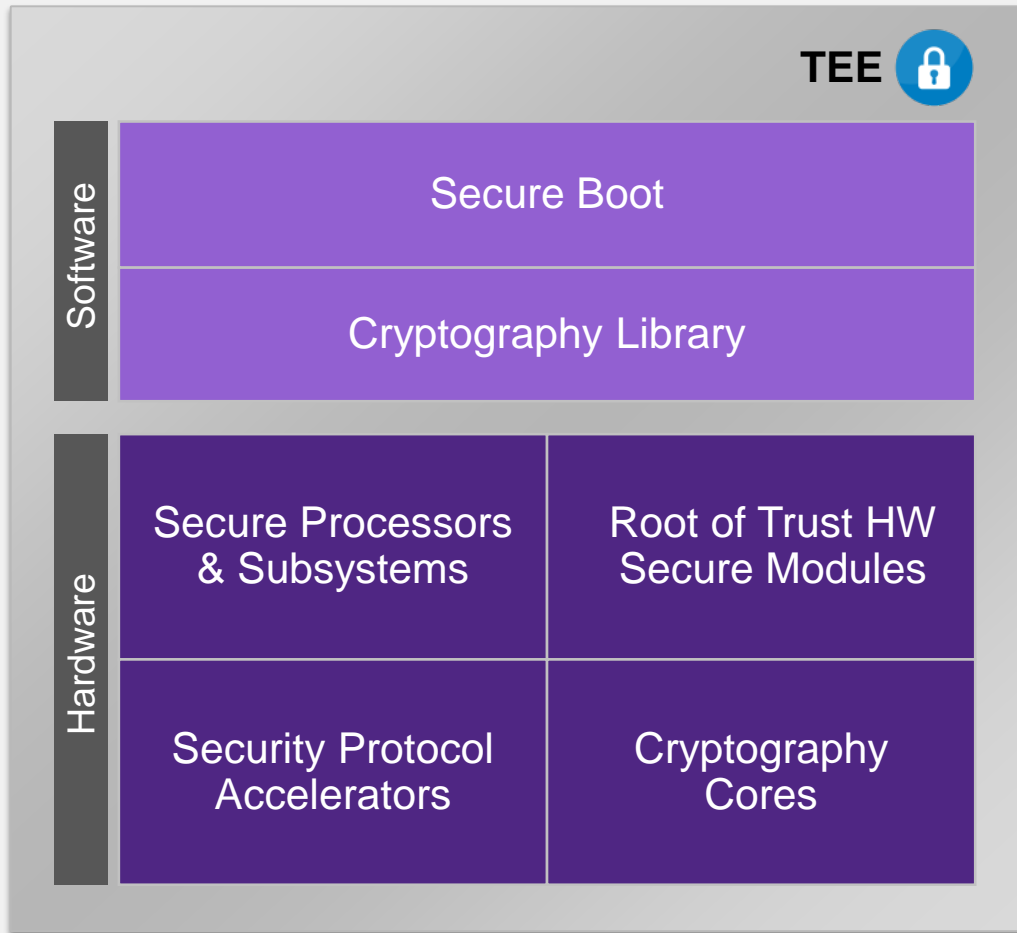 TEE
Software
Secure Boot
Cryptography Library
Hardware
Secure Processors
& Subsystems
Root of Trust HW
Secure Modules
Security Protocol
Accelerators
Cryptography
Cores